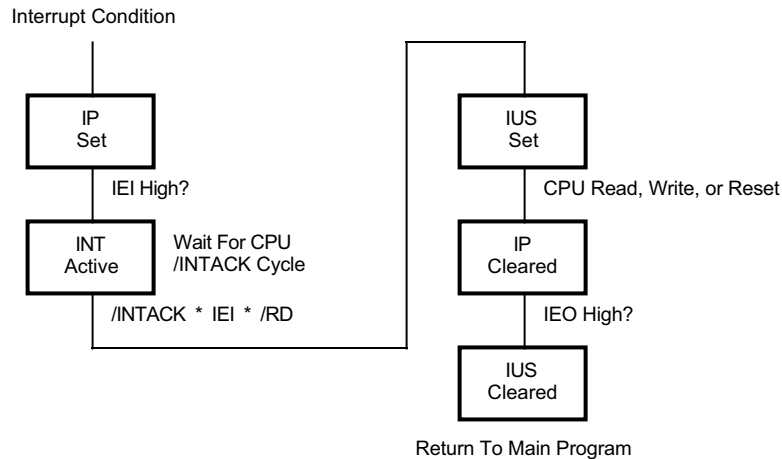 Interrupt Condition
IP
Set
IEI High?
INT
Active
Wait For CPU
/INTACK Cycle
/INTACK * IEI * /RD
IUS
Set
CPU Read, Write, or Reset
IP
Cleared
IEO High?
IUS
Cleared
Return To Main Program